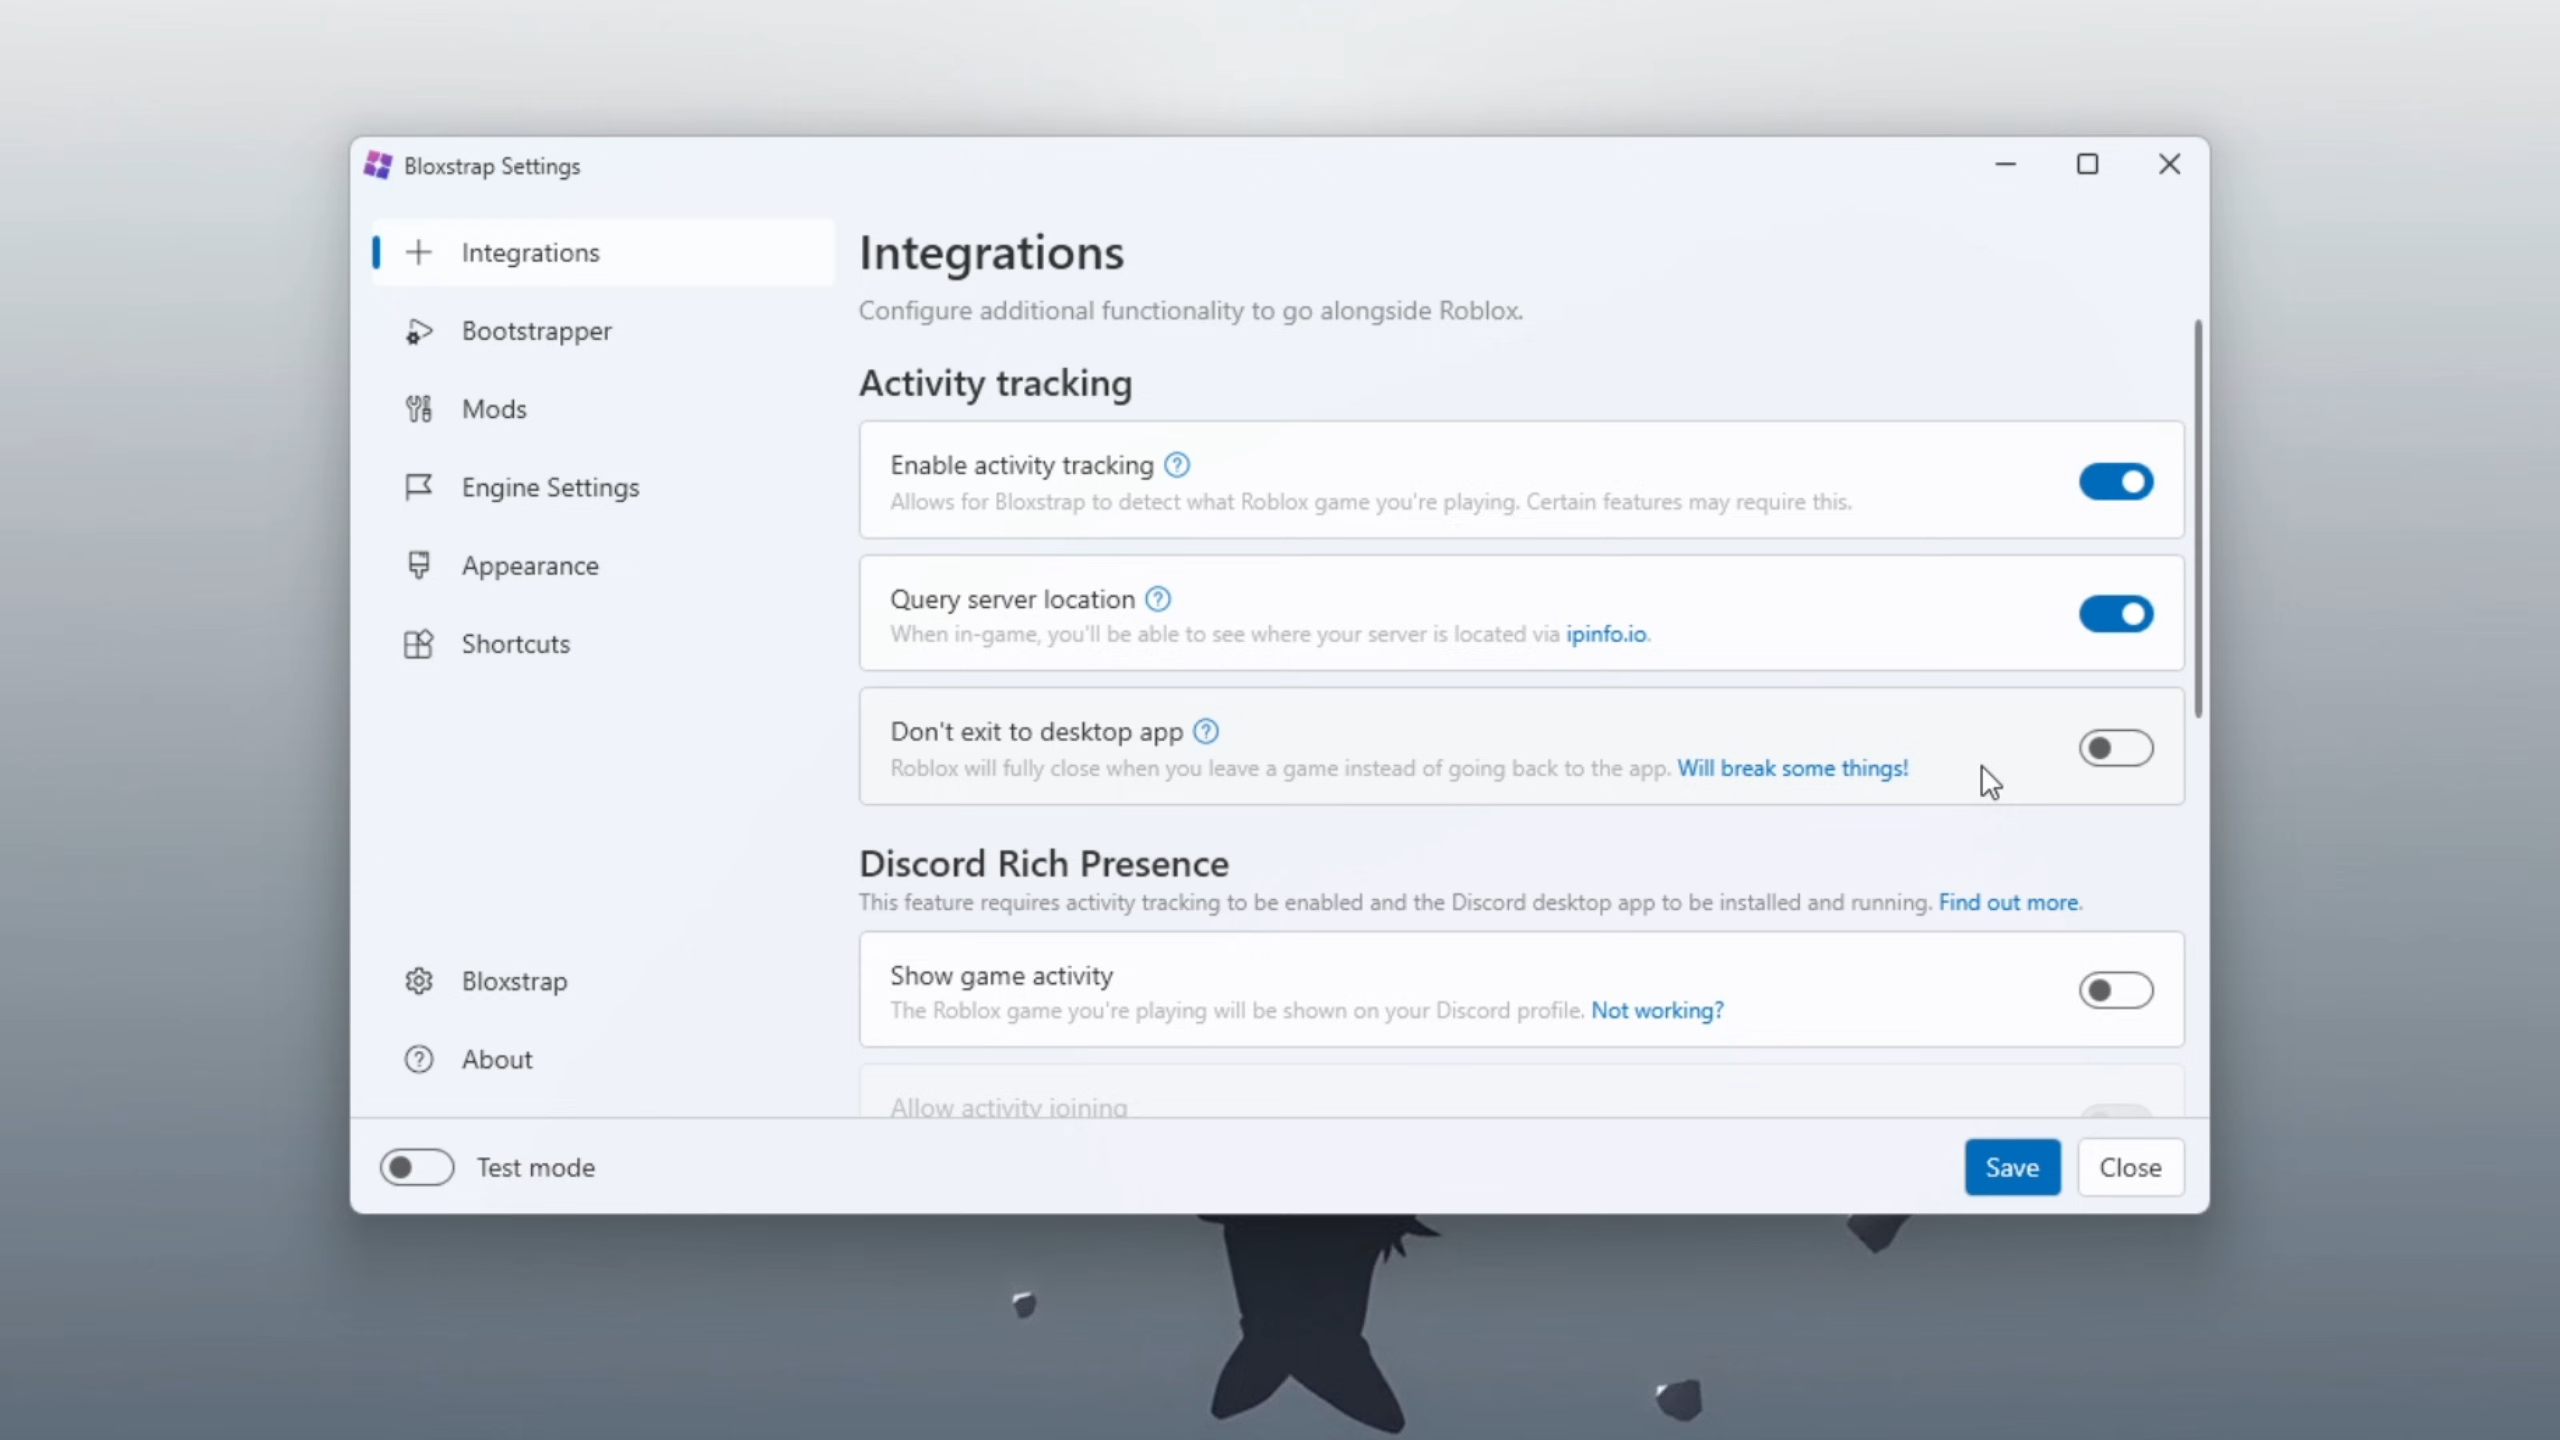 Bloxstrap Settings
Integrations
Bootstrapper
Mods
Engine Settings
Appearance
Shortcuts
Bloxstrap
About
Integrations
Configure additional functionality to go alongside Roblox.
Activity tracking
Enable activity tracking
Allows for Bloxstrap to detect what Roblox game you're playing. Certain features may require this.
Query server location
When in-game, you'll be able to see where your server is located via ipinfo.io.
Don't exit to desktop app
Roblox will fully close when you leave a game instead of going back to the app. Will break some things!
Discord Rich Presence
This feature requires activity tracking to be enabled and the Discord desktop app to be installed and running. Find out more.
Show game activity
The Roblox game you're playing will be shown on your Discord profile. Not working?
Allow activity joining
Test mode
Save
Close